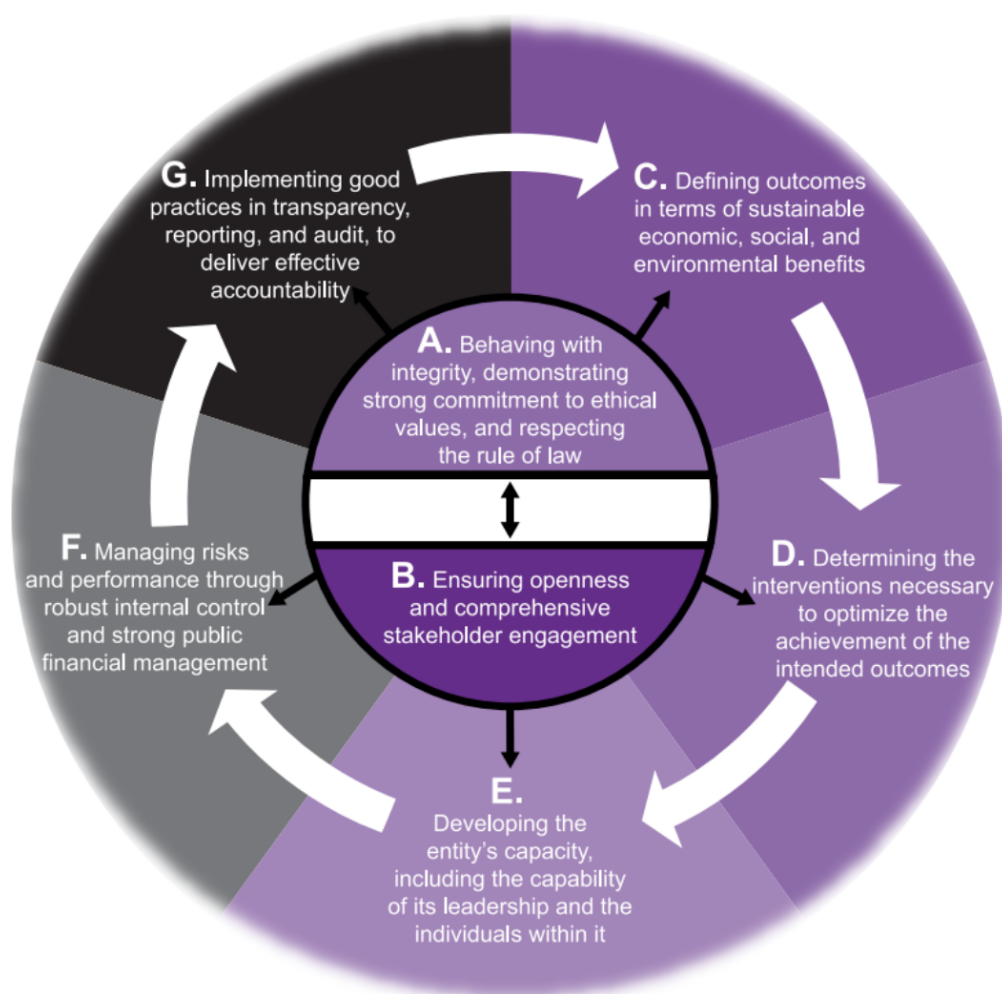 A. Behaving with
integrity, demonstrating
strong commitment to ethical
values, and respecting
the rule of law
B. Ensuring openness
and comprehensive
stakeholder engagement
C. Defining outcomes
in terms of sustainable
economic, social, and
environmental benefits
D. Determining the
interventions necessary
to optimize the
achievement of the
intended outcomes
E.
Developing the
entity's capacity,
including the capability
of its leadership and the
individuals within it
F. Managing risks
and performance through
robust internal control
and strong public
financial management
G. Implementing good
practices in transparency,
reporting, and audit, to
deliver effective
accountability